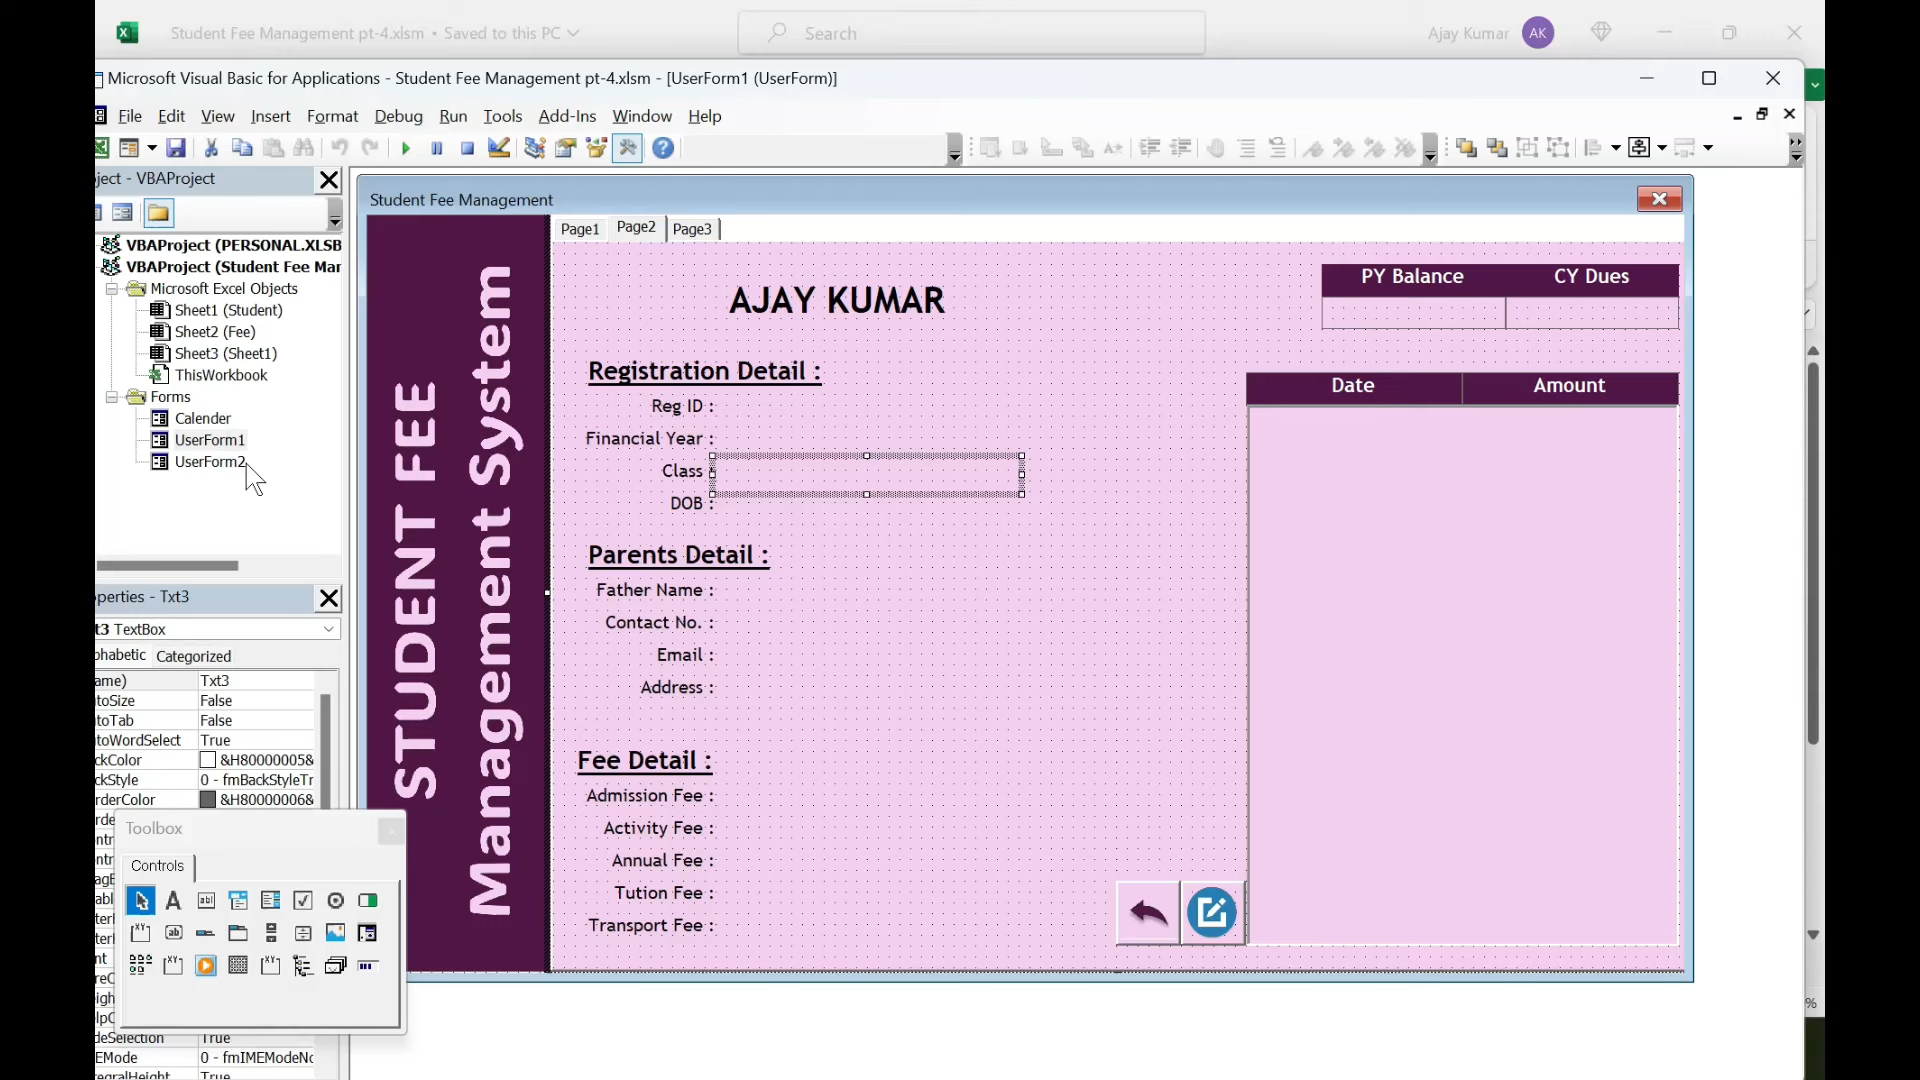 Student Fee Management pt-4.xlsm • Saved to this PC
Search
Ajay Kumar
AK
Microsoft Visual Basic for Applications - Student Fee Management pt-4.xlsm - [UserForm1 (UserForm)]
File Edit View Insert Format Debug Run Tools Add-Ins Window Help
ject - VBAProject
VBAProject (PERSONAL.XLSB
VBAProject (Student Fee Mar
Microsoft Excel Objects
Sheet1 (Student)
Sheet2 (Fee)
Sheet3 (Sheet1)
ThisWorkbook
Forms
Calender
UserForm1
UserForm2
perties - Txt3
t3 TextBox
phabetic Categorized
ame) Txt3
toSize False
toTab False
toWordSelect True
ckColor &H80000005&
ckStyle 0 - fmBackStyleTr
rderColor &H80000006&
Toolbox
Controls
deSelection True
EMode 0 - fmIMEModeNo
egralHeight True
Student Fee Management
STUDENT FEE
Management System
Page1 Page2 Page3
AJAY KUMAR
PY Balance CY Dues
Registration Detail :
Reg ID :
Financial Year :
Class
DOB :
Date Amount
Parents Detail :
Father Name :
Contact No. :
Email :
Address :
Fee Detail :
Admission Fee :
Activity Fee :
Annual Fee :
Tution Fee :
Transport Fee :
%